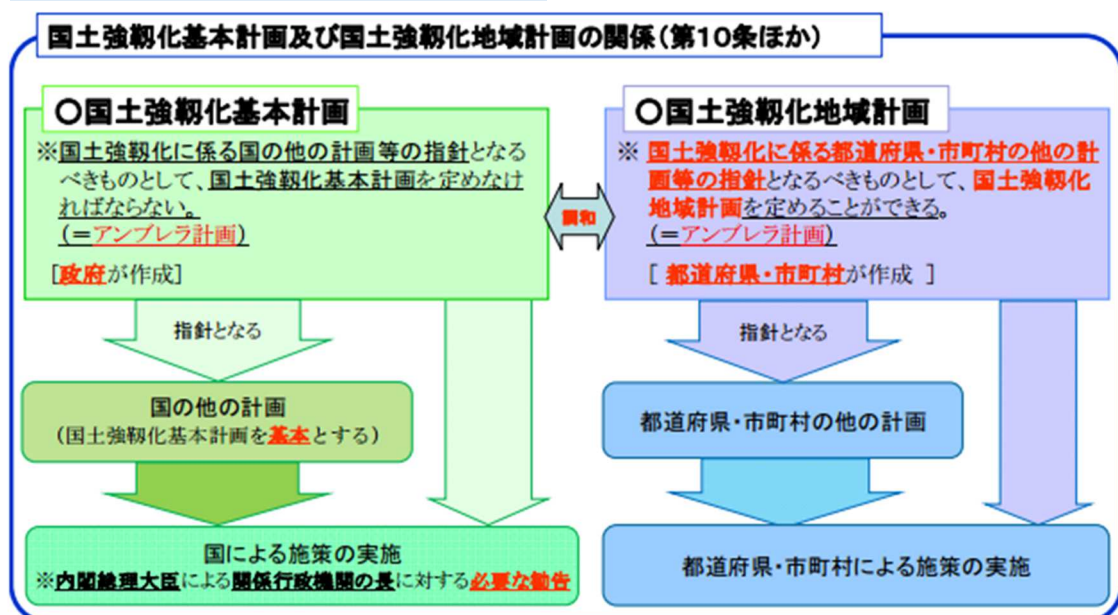 国土強靱化基本計画及び国土強靱化地域計画の関係(第10条ほか)
〇国土強靱化基本計画
※国土強靱化に係る国の他の計画等の指針となる
べきものとして、国土強靱化基本計画を定めなけ
ればならない。
(=アンブレラ計画)
[政府が作成]
調和
〇国土強靱化地域計画
※ 国土強靱化に係る都道府県・市町村の他の計
画等の指針となるべきものとして、国土強靱化
地域計画を定めることができる。
(=アンブレラ計画)
[ 都道府県・市町村が作成 ]
指針となる
国の他の計画
(国土強靱化基本計画を基本とする)
国による施策の実施
※内閣総理大臣による関係行政機関の長に対する必要な勧告
指針となる
都道府県・市町村の他の計画
都道府県・市町村による施策の実施